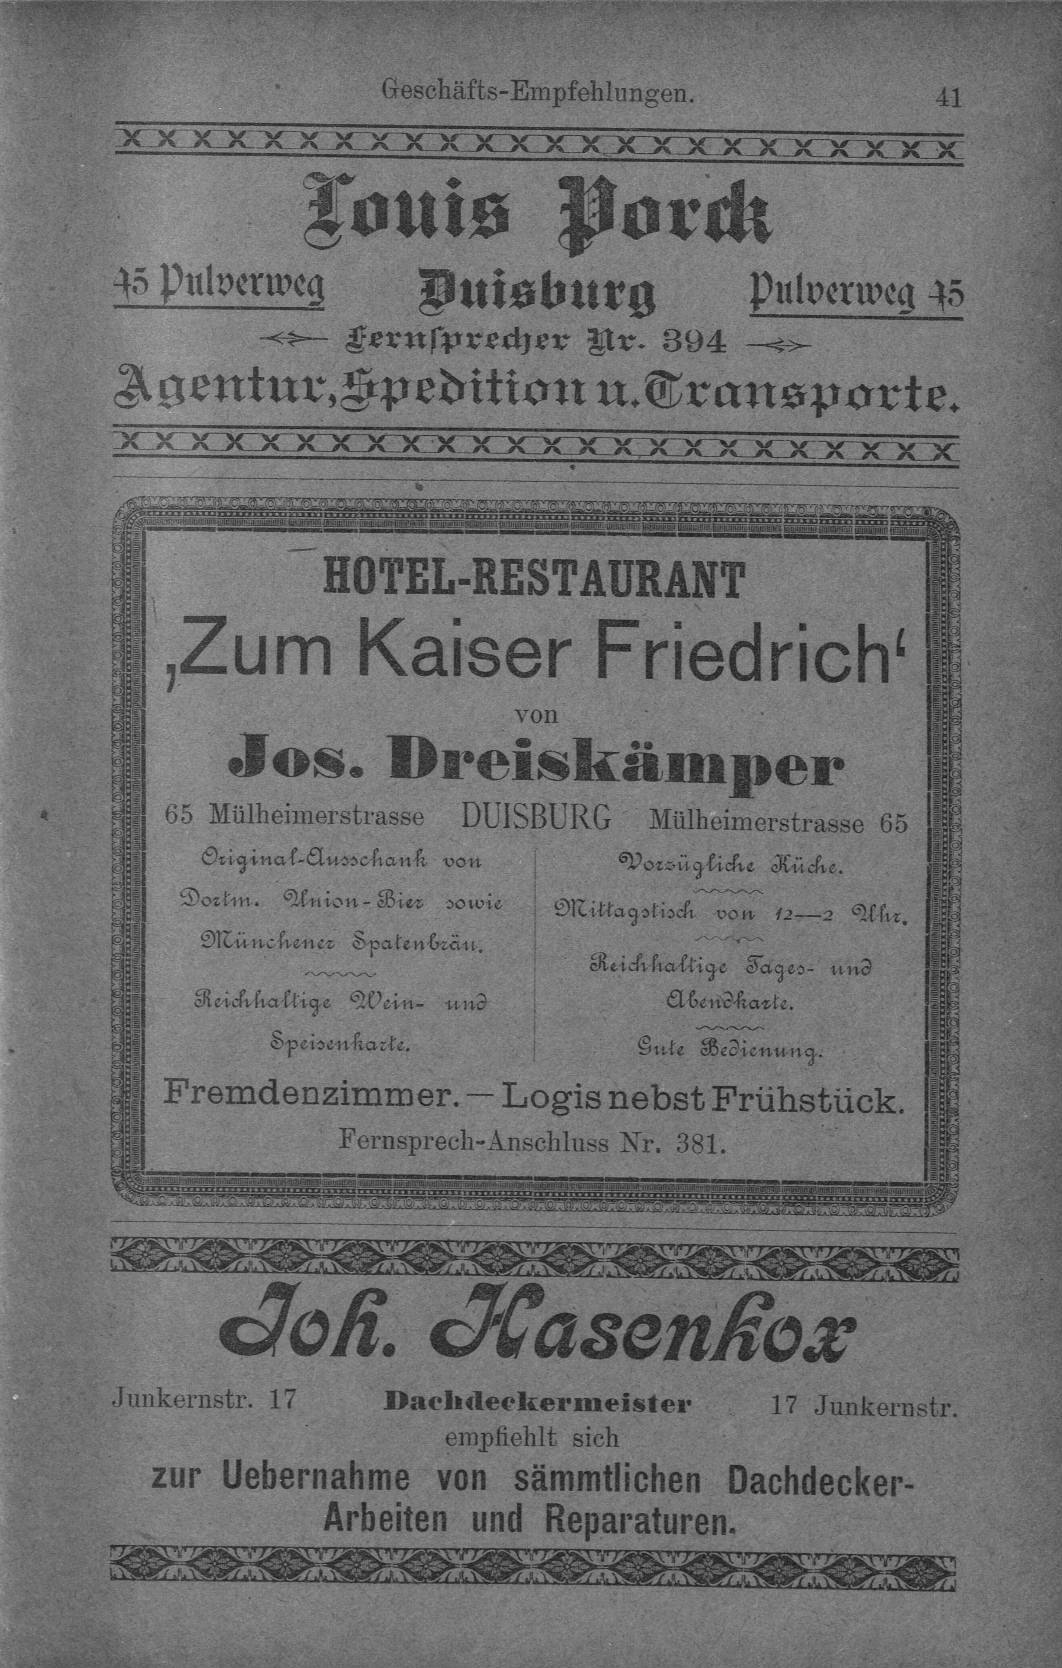 Geschäfts-Empfehlungen. 41
Louis Porck
45 Pulverweg Duisburg Pulverweg 45
Fernsprecher Nr. 394
Agentur, Spedition u. Transporte.
HOTEL-RESTAURANT
‚Zum Kaiser Friedrich‘
von
Jos. Dreiskämper
65 Mülheimerstrasse DUISBURG Mülheimerstrasse 65
Original-Ausschank von
Dortm. Union-Bier sowie
Münchener Spatenbräu.
Reichhaltige Wein- und
Speisenkarte.
Vorzügliche Küche.
Mittagstisch von 12—2 Uhr.
Reichhaltige Tages- und
Abendkarte.
Gute Bedienung.
Fremdenzimmer. — Logis nebst Frühstück.
Fernsprech-Anschluss Nr. 381.
Joh. Hasenkox
Junkernstr. 17 Dachdeckermeister 17 Junkernstr.
empfiehlt sich
zur Uebernahme von sämmtlichen Dachdecker-
Arbeiten und Reparaturen.